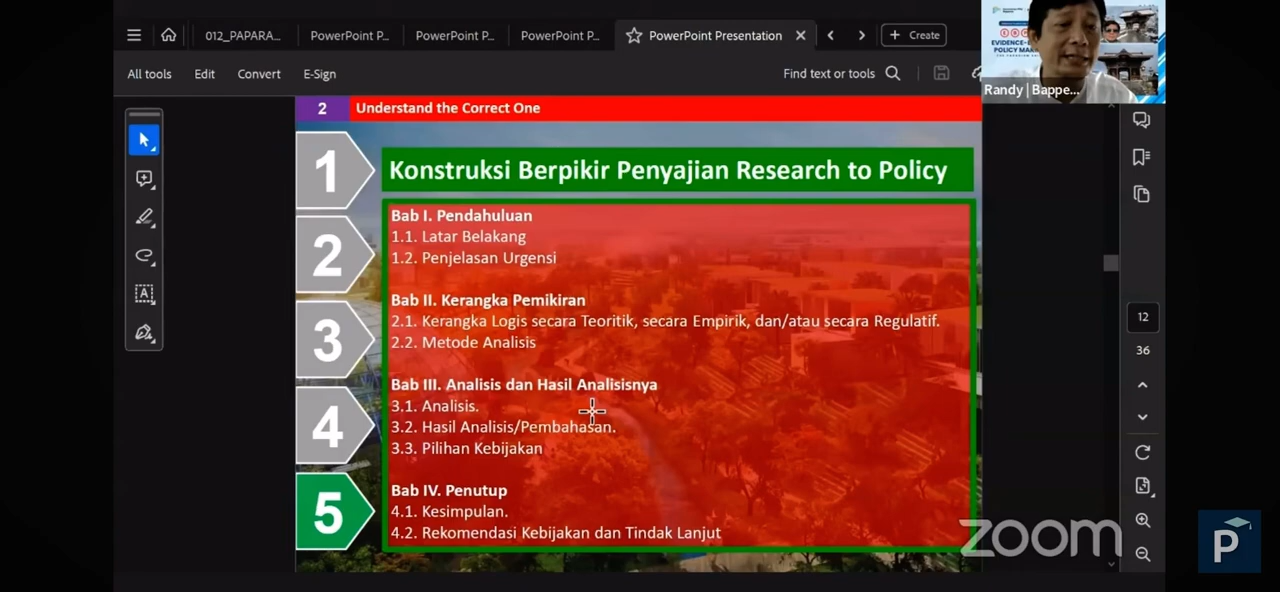 012_PAPARA...
PowerPoint P...
PowerPoint P...
PowerPoint P...
PowerPoint Presentation
Create
All tools
Edit
Convert
E-Sign
Find text or tools
EVIDENCE-
POLICY MA
Randy | Bappe...
2
Understand the Correct One
1
Konstruksi Berpikir Penyajian Research to Policy
2
3
4
5
Bab I. Pendahuluan
1.1. Latar Belakang
1.2. Penjelasan Urgensi
Bab II. Kerangka Pemikiran
2.1. Kerangka Logis secara Teoritik, secara Empirik, dan/atau secara Regulatif.
2.2. Metode Analisis
Bab III. Analisis dan Hasil Analisisnya
3.1. Analisis.
3.2. Hasil Analisis/Pembahasan.
3.3. Pilihan Kebijakan
Bab IV. Penutup
4.1. Kesimpulan.
4.2. Rekomendasi Kebijakan dan Tindak Lanjut
12
36
zoom
P